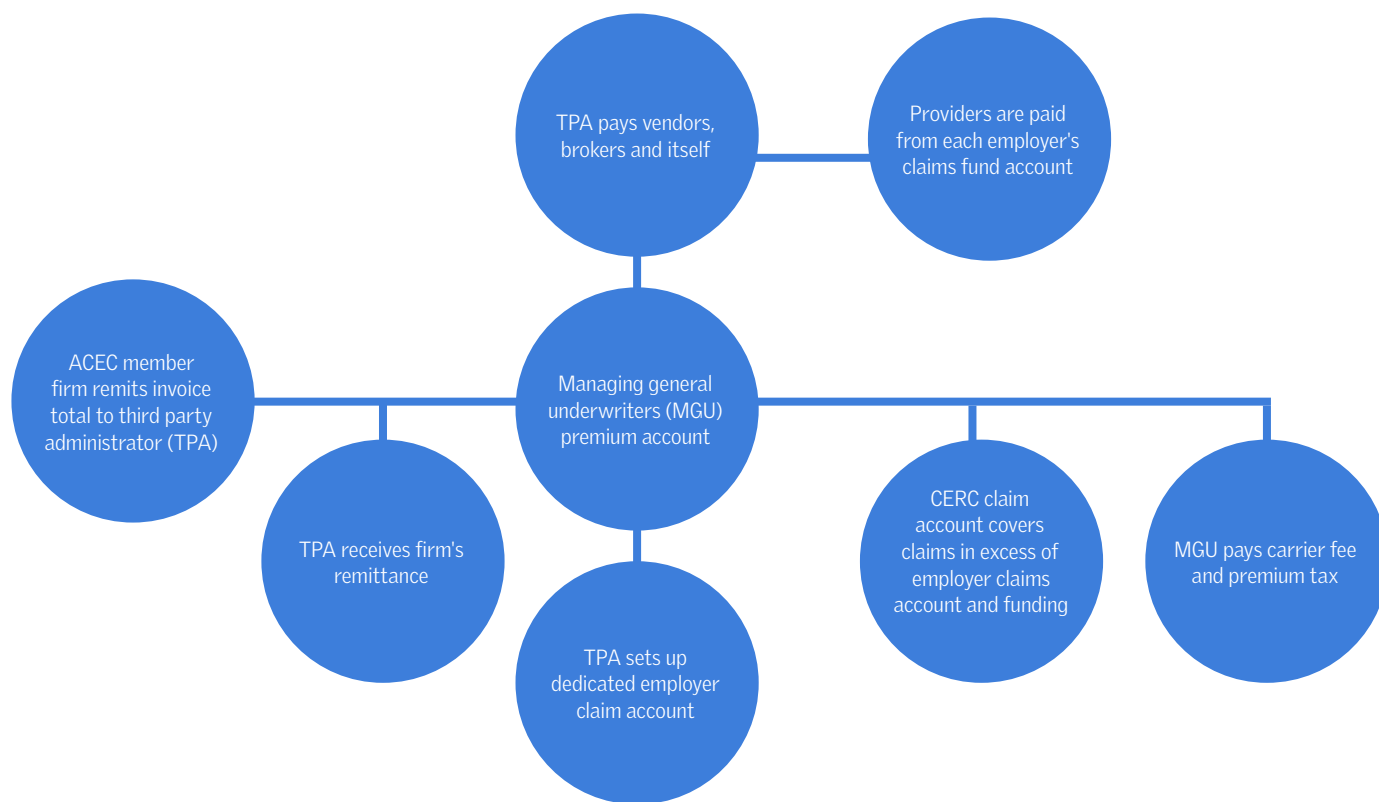 TPA pays vendors,
brokers and itself
Providers are paid
from each employer's
claims fund account
ACEC member
firm remits invoice
total to third party
administrator (TPA)
Managing general
underwriters (MGU)
premium account
TPA receives firm's
remittance
CERC claim
account covers
claims in excess of
employer claims
account and funding
MGU pays carrier fee
and premium tax
TPA sets up
dedicated employer
claim account